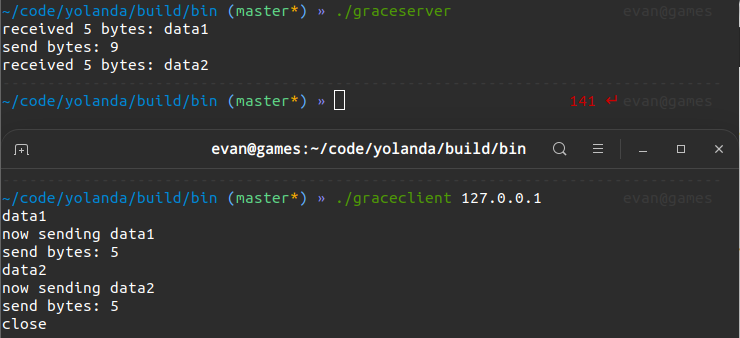 ~/code/yolanda/build/bin (master*) » ./graceserver evan@games
received 5 bytes: data1
send bytes: 9
received 5 bytes: data2
~/code/yolanda/build/bin (master*) » 141 ↵ evan@games
evan@games:~/code/yolanda/build/bin
~/code/yolanda/build/bin (master*) » ./graceclient 127.0.0.1 evan@games
data1
now sending data1
send bytes: 5
data2
now sending data2
send bytes: 5
close